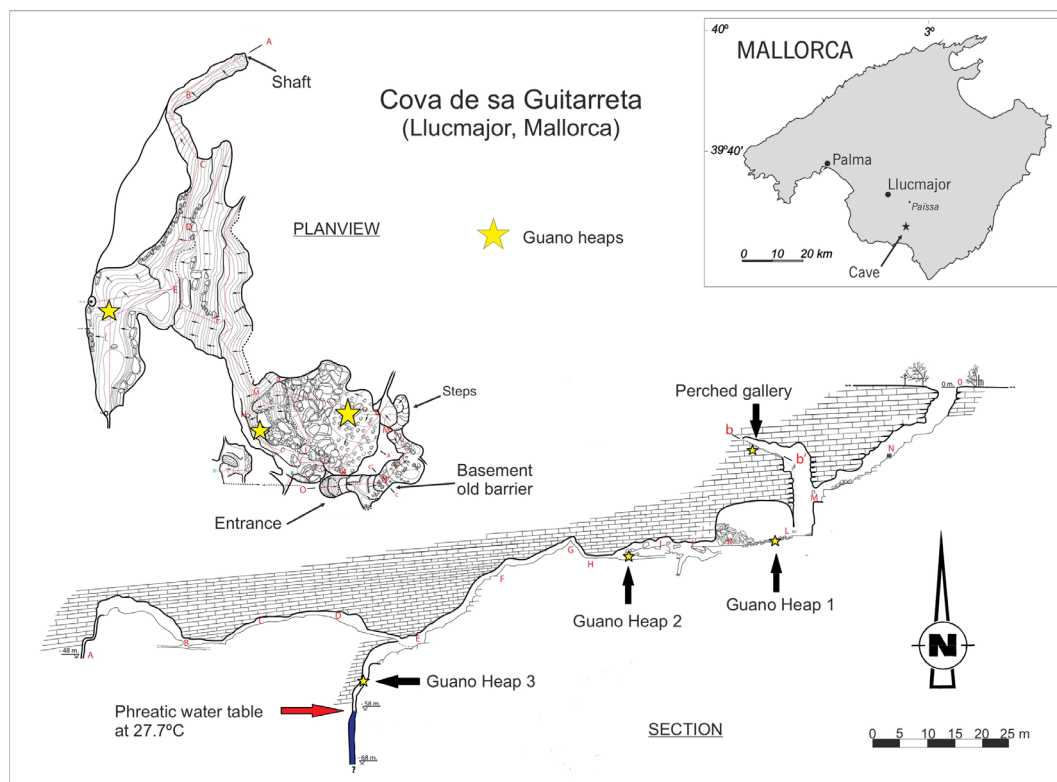 Cova de sa Guitarreta
(Llucmajor, Mallorca)
PLANVIEW
Guano heaps
A
Shaft
B
C
D
E
F
G
Steps
Basement
old barrier
O
Entrance
MALLORCA
40º
3º
39º40'
Palma
Llucmajor
Païssa
Cave
0 10 20 km
Perched gallery
b
b'
0 m.
O
N
M
L
K
J
H
G
F
E
D
C
B
A
- 48 m.
Guano Heap 1
Guano Heap 2
Guano Heap 3
- 58 m.
Phreatic water table
at 27.7ºC
- 68 m.
?
SECTION
N
0 5 10 15 20 25 m